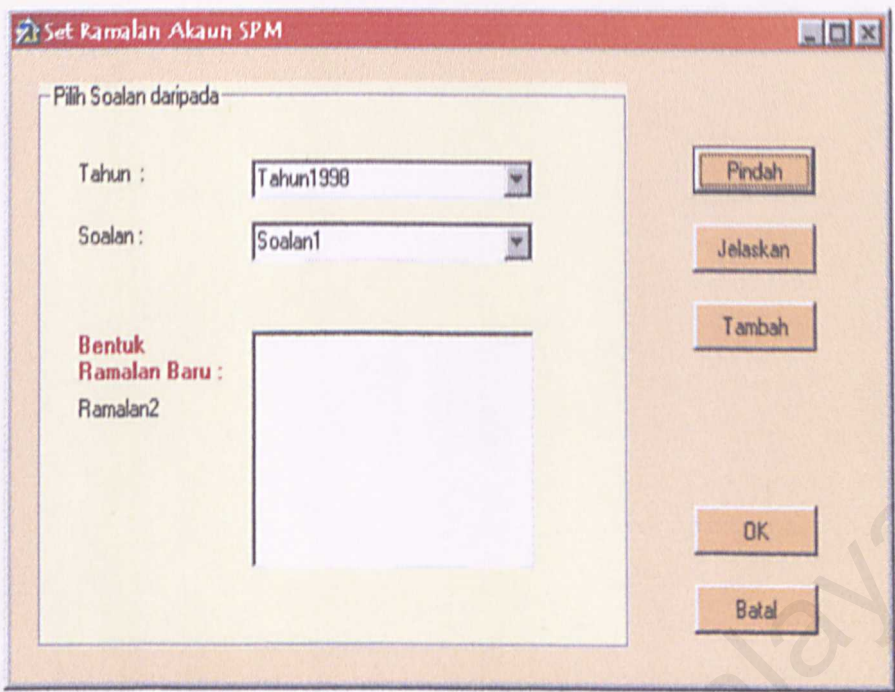 Set Ramalan Akaun SPM
Pilih Soalan daripada
Tahun :
Tahun1998
Soalan :
Soalan1
Bentuk
Ramalan Baru :
Ramalan2
Pindah
Jelaskan
Tambah
OK
Batal